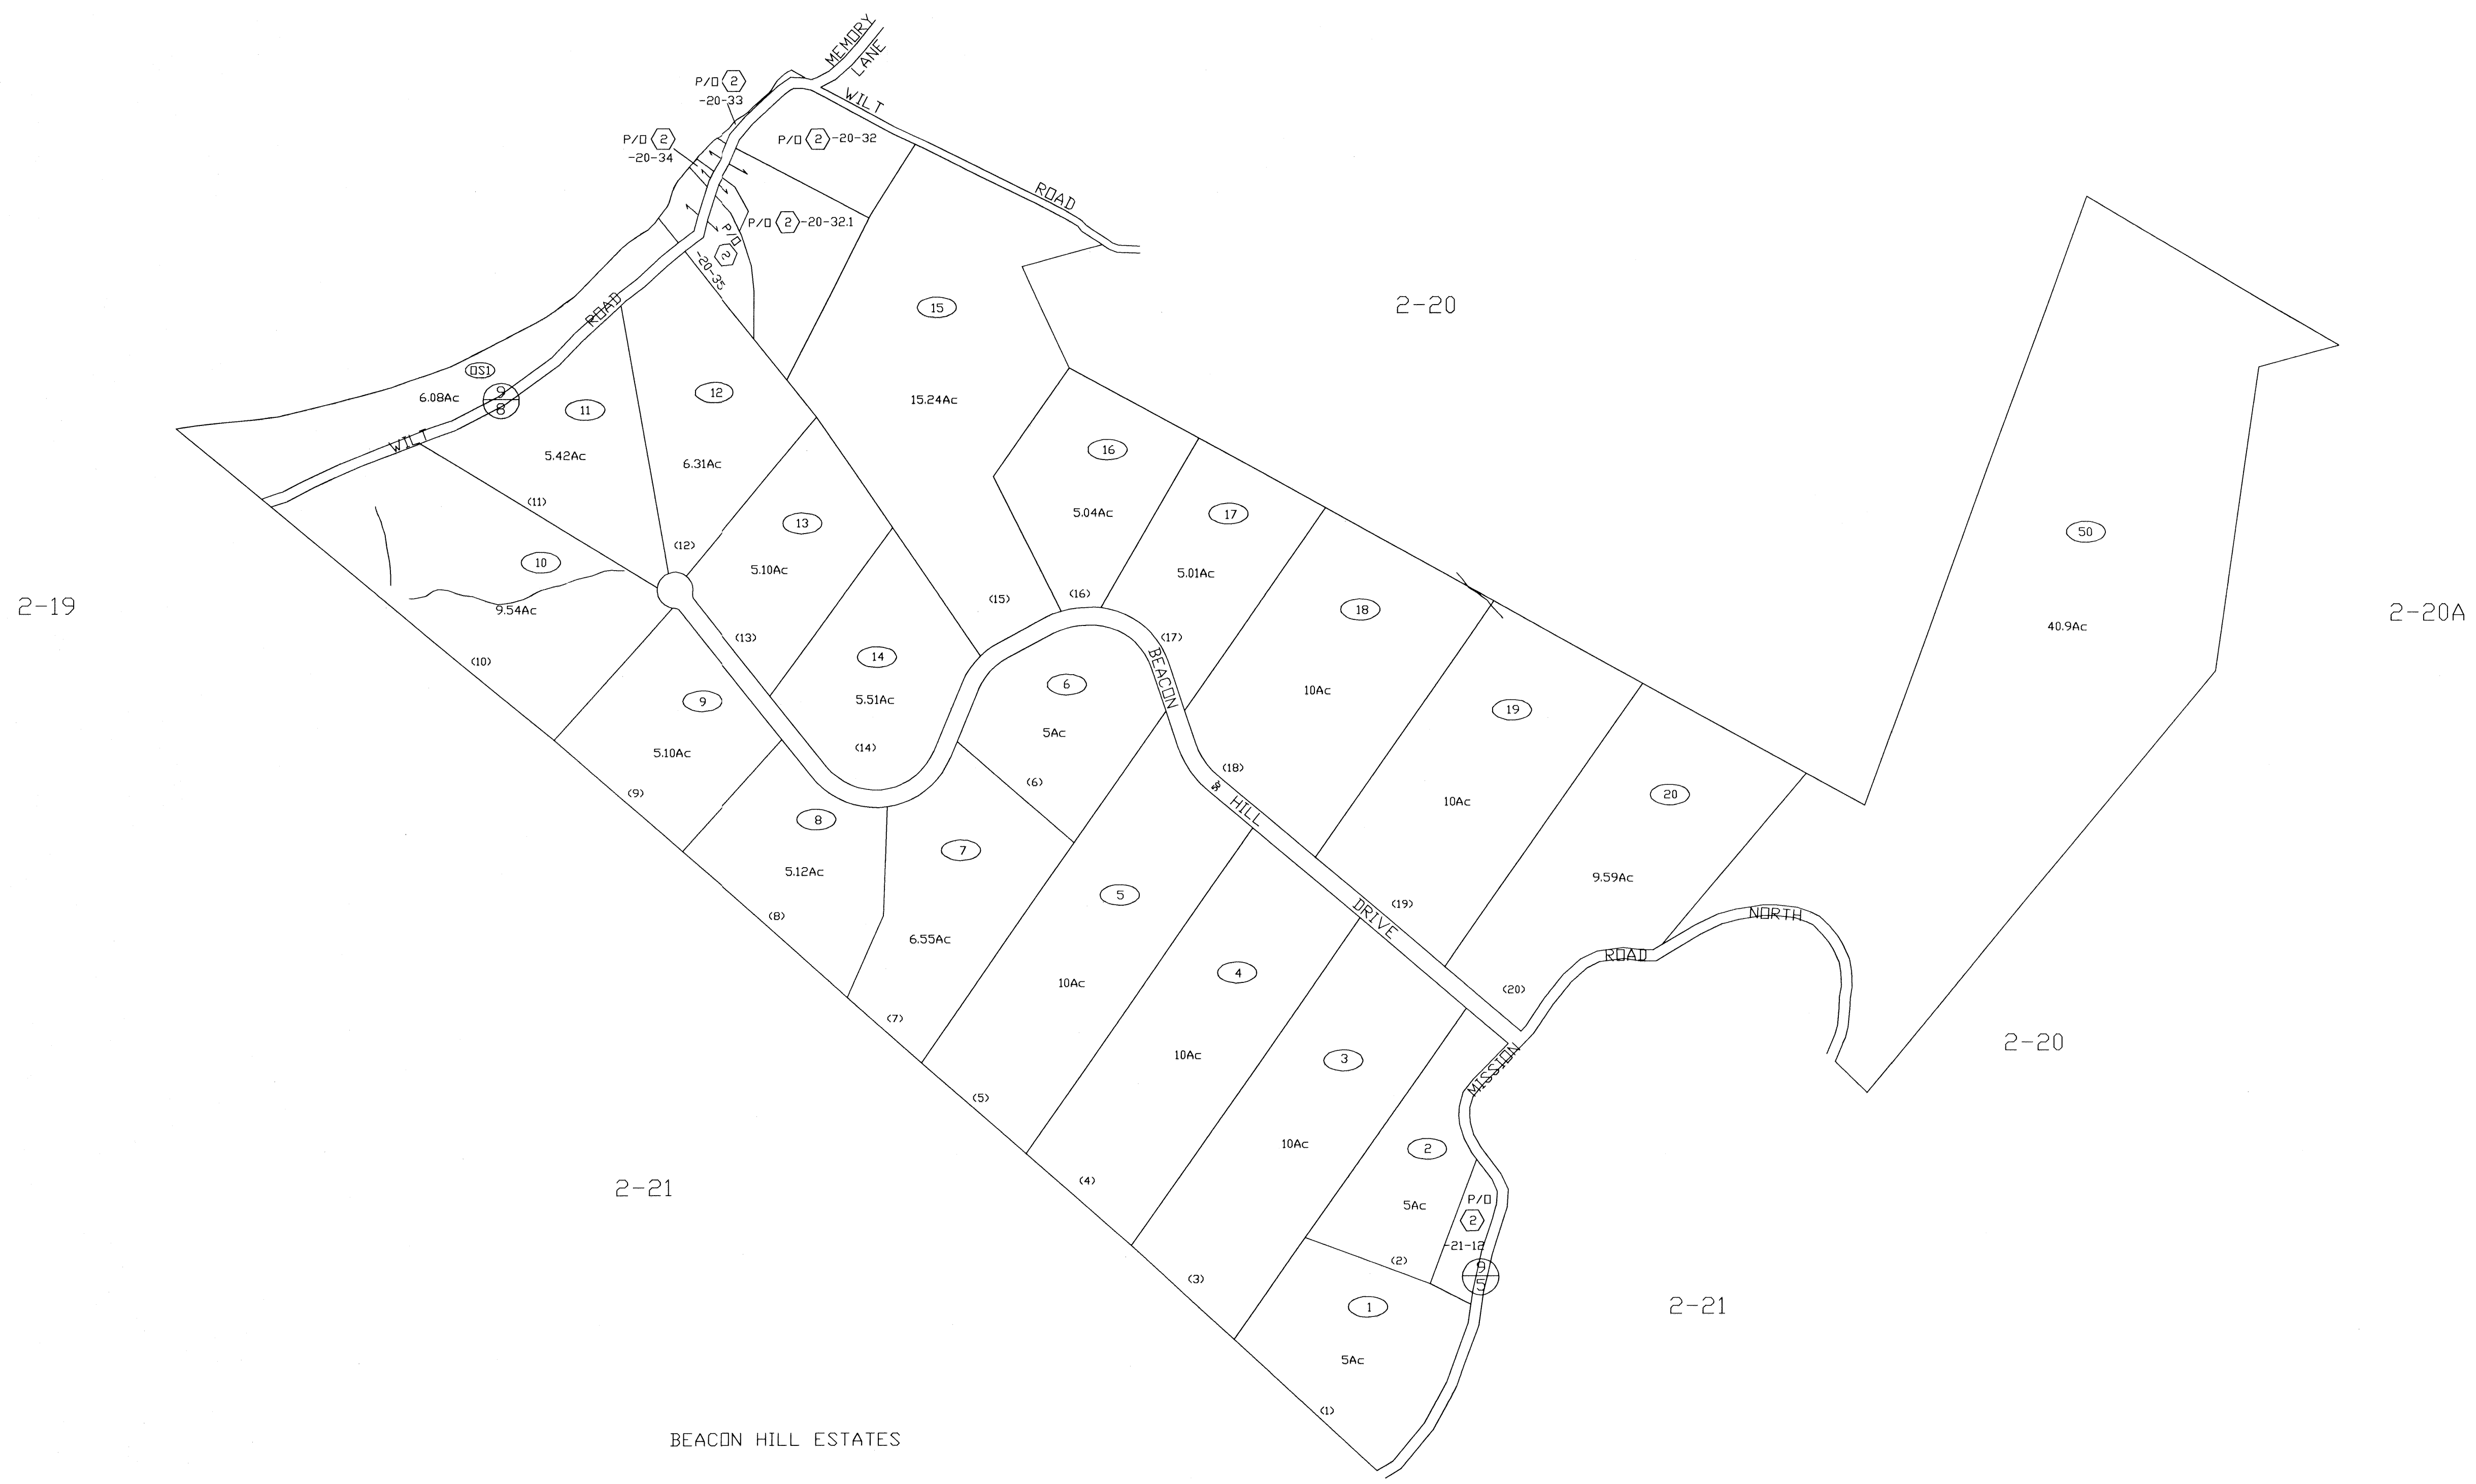 MEMORY
LANE
P/O 2
-20-33
WILT
P/O 2
-20-34
P/O 2 -20-32
ROAD
P/O 2 -20-32.1
P/O
2
-20-35
2-20
15
ROAD
OS1
6.08Ac
9
8
12
15.24Ac
11
WILT
16
5.42Ac
6.31Ac
(11)
5.04Ac
17
13
50
(12)
10
5.10Ac
5.01Ac
2-19
9.54Ac
(15)
(16)
18
2-20A
40.9Ac
(13)
(17)
14
(10)
BEACON
6
10Ac
9
5.51Ac
19
5Ac
(14)
5.10Ac
(18)
(6)
(9)
HILL
20
10Ac
8
7
5.12Ac
9.59Ac
5
(19)
(8)
DRIVE
NORTH
6.55Ac
ROAD
4
10Ac
(20)
(7)
2-20
10Ac
3
MISSION
(5)
10Ac
2
(4)
2-21
5Ac
P/O
2
-21-12
(2)
(3)
9
5
1
2-21
5Ac
(1)
BEACON HILL ESTATES